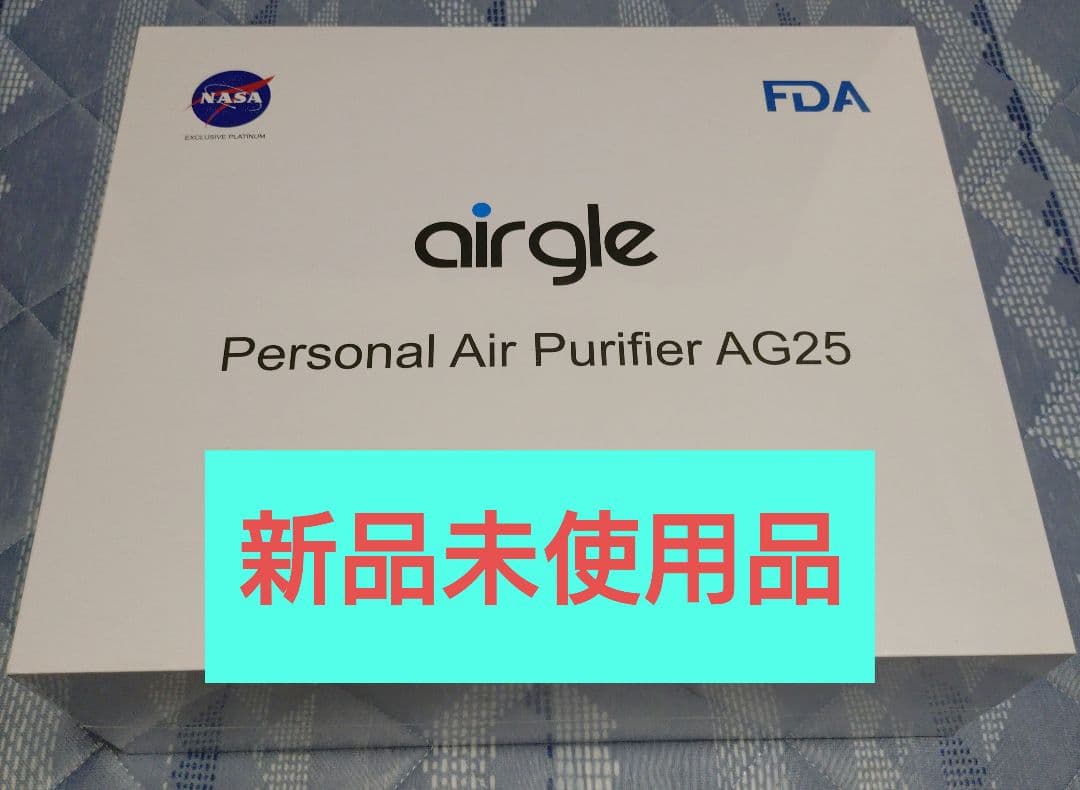 NASA
FDA
EXCLUSIVE PLATINUM
airgle
Personal Air Purifier AG25
新品未使用品